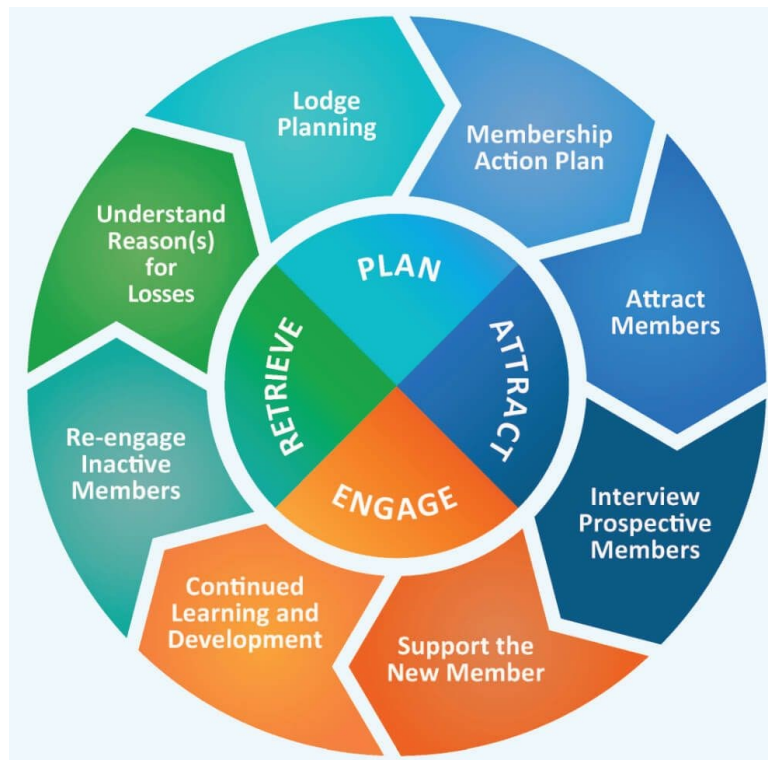 Lodge
Planning
Membership
Action Plan
Attract
Members
Interview
Prospective
Members
Support the
New Member
Continued
Learning and
Development
Re-engage
Inactive
Members
Understand
Reason(s)
for
Losses
PLAN
ATTRACT
ENGAGE
RETRIEVE